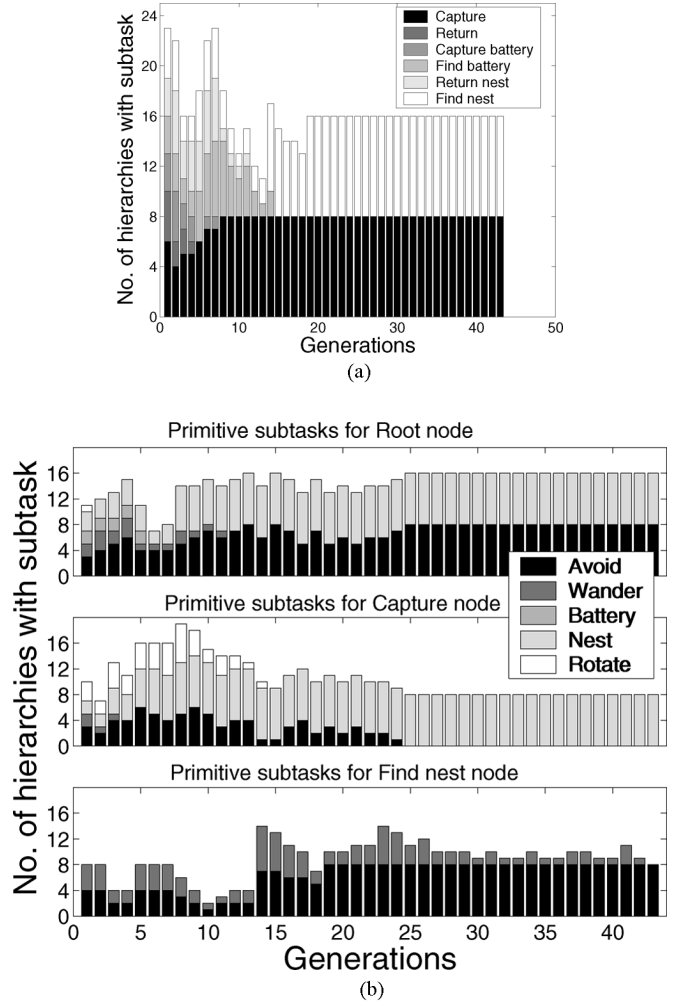 24
20
16
12
8
4
0
No. of hierarchies with subtask
Capture
Return
Capture battery
Find battery
Return nest
Find nest
0 10 20 30 40 50
Generations
(a)
No. of hierarchies with subtask
Primitive subtasks for Root node
16
12
8
4
0
Avoid
Wander
Battery
Nest
Rotate
Primitive subtasks for Capture node
16
12
8
4
0
Primitive subtasks for Find nest node
16
12
8
4
0
0 5 10 15 20 25 30 35 40
Generations
(b)